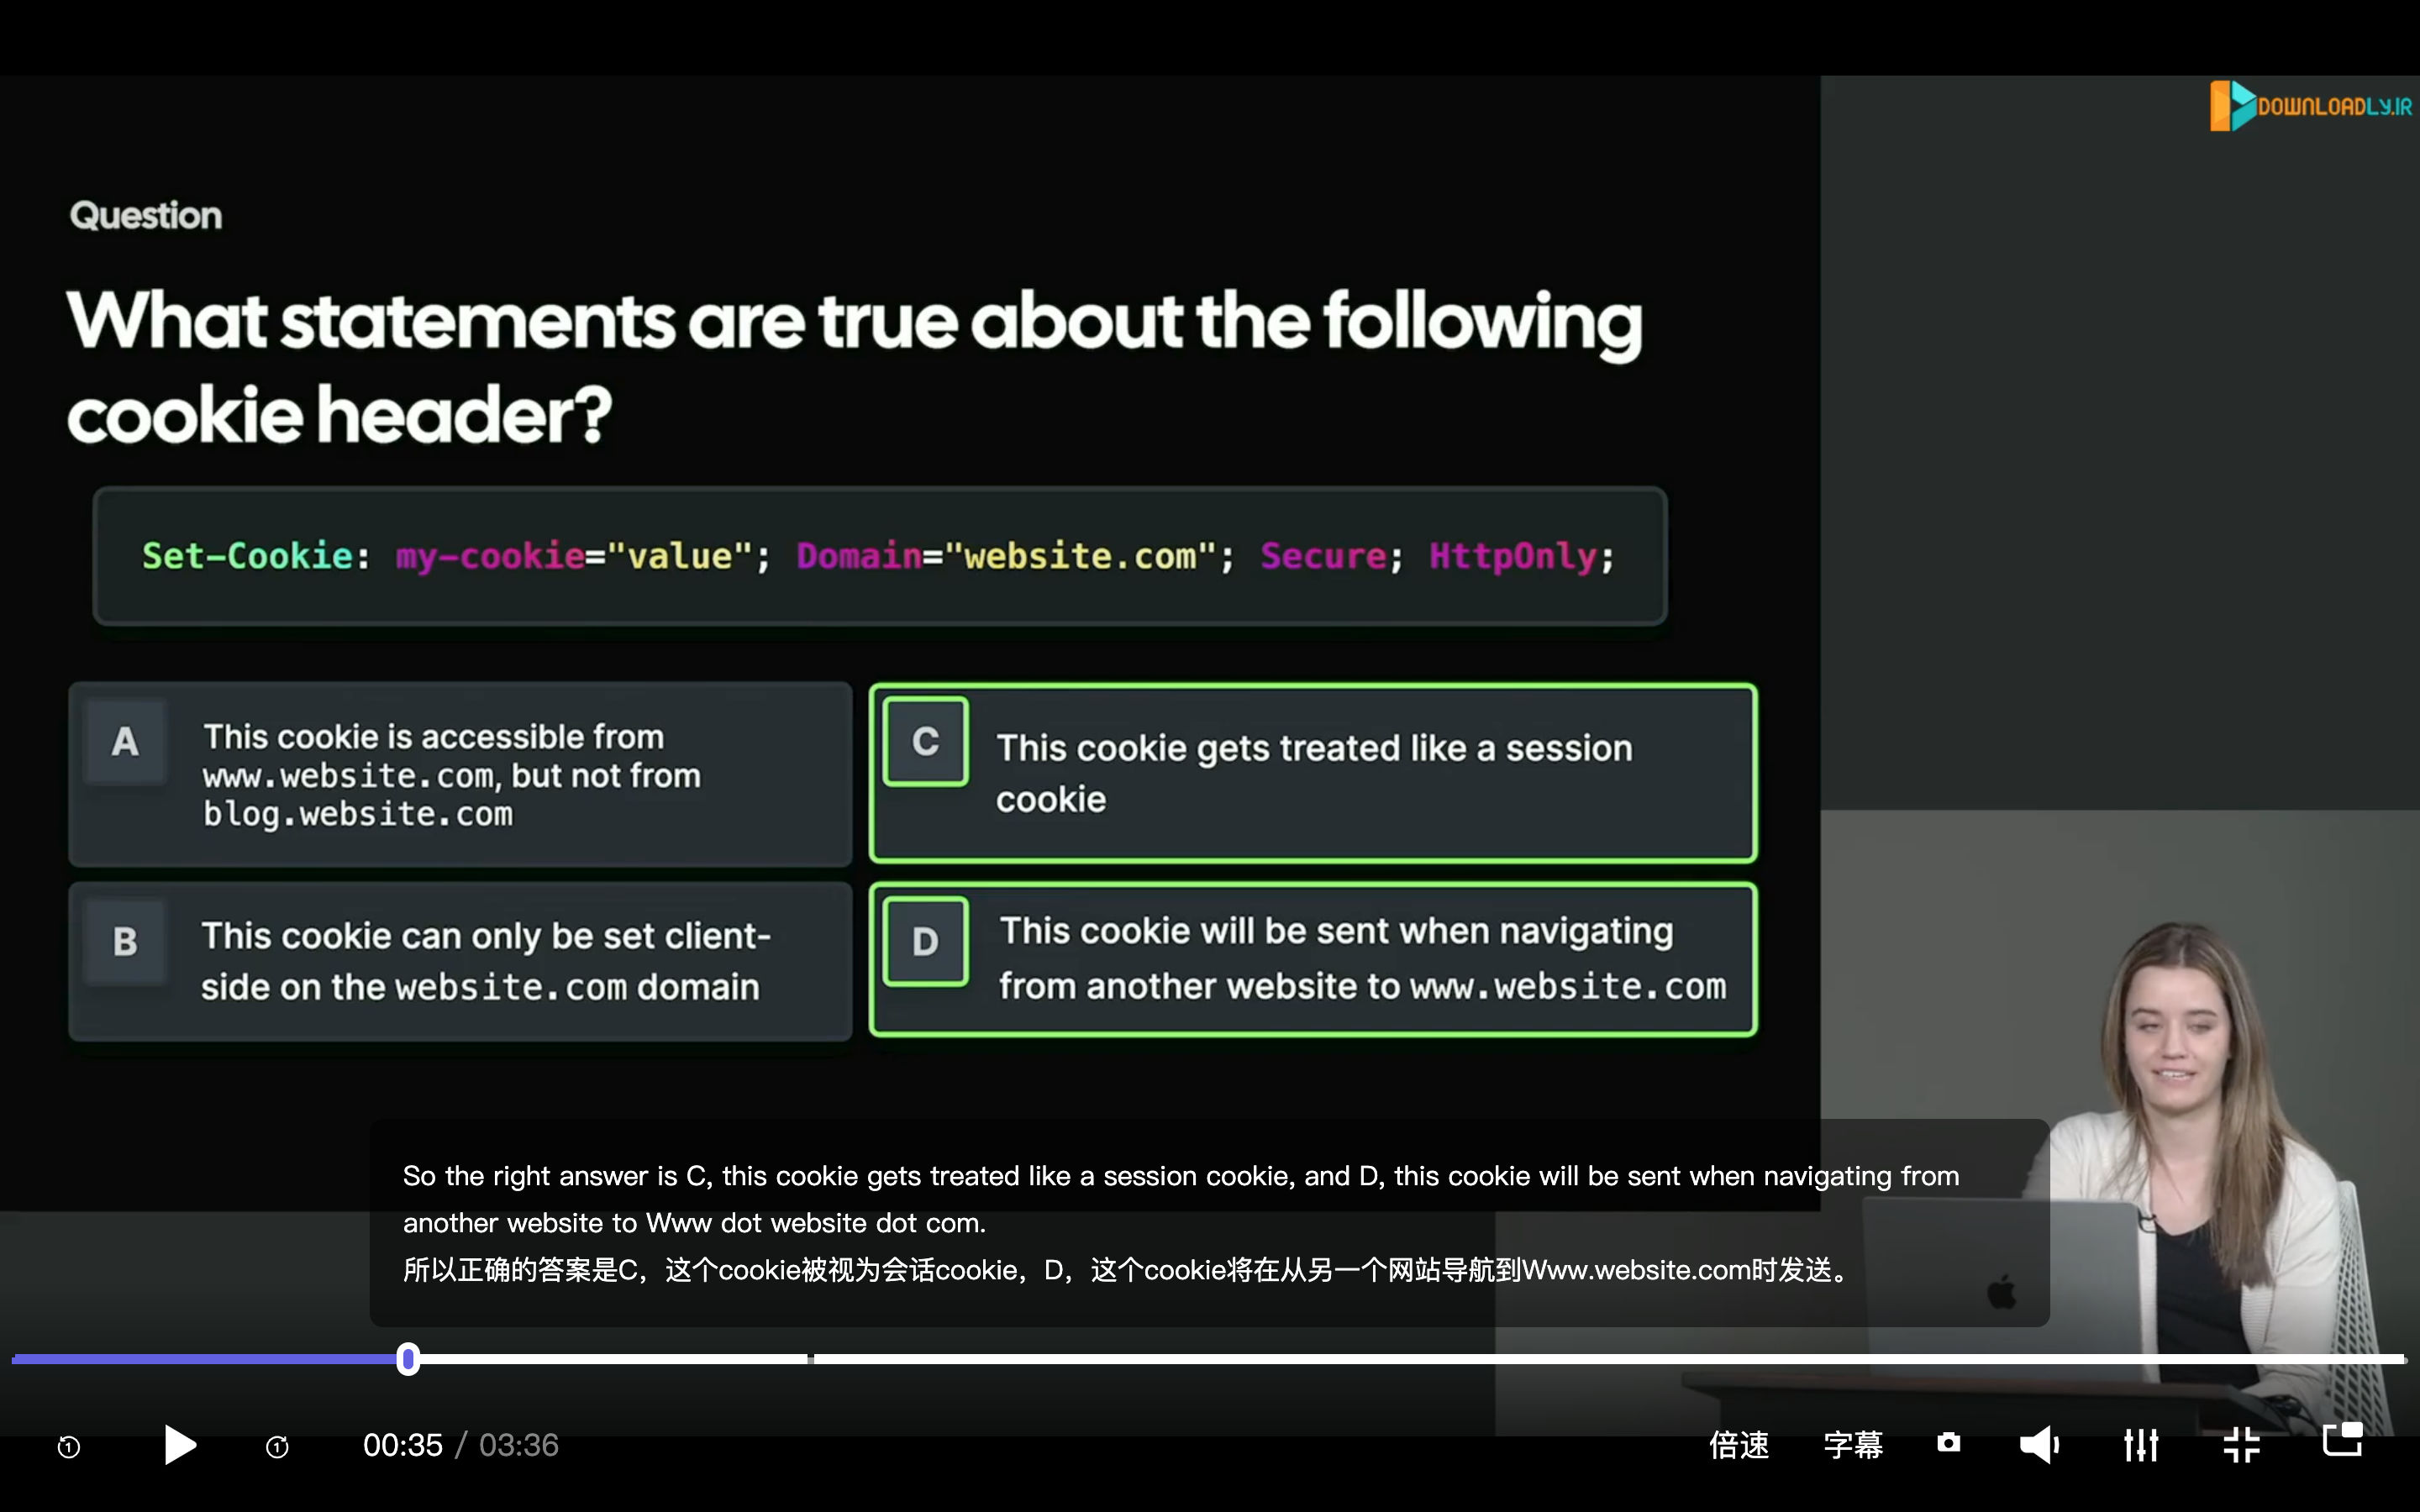 DOWNLOADLY.IR
Question
What statements are true about the following
cookie header?
Set-Cookie: my-cookie="value"; Domain="website.com"; Secure; HttpOnly;
A
This cookie is accessible from
www.website.com, but not from
blog.website.com
C
This cookie gets treated like a session
cookie
B
This cookie can only be set client-
side on the website.com domain
D
This cookie will be sent when navigating
from another website to www.website.com
So the right answer is C, this cookie gets treated like a session cookie, and D, this cookie will be sent when navigating from
another website to Www dot website dot com.
所以正确的答案是C，这个cookie被视为会话cookie，D，这个cookie将在从另一个网站导航到Www.website.com时发送。
1
1
00:35 / 03:36
倍速
字幕